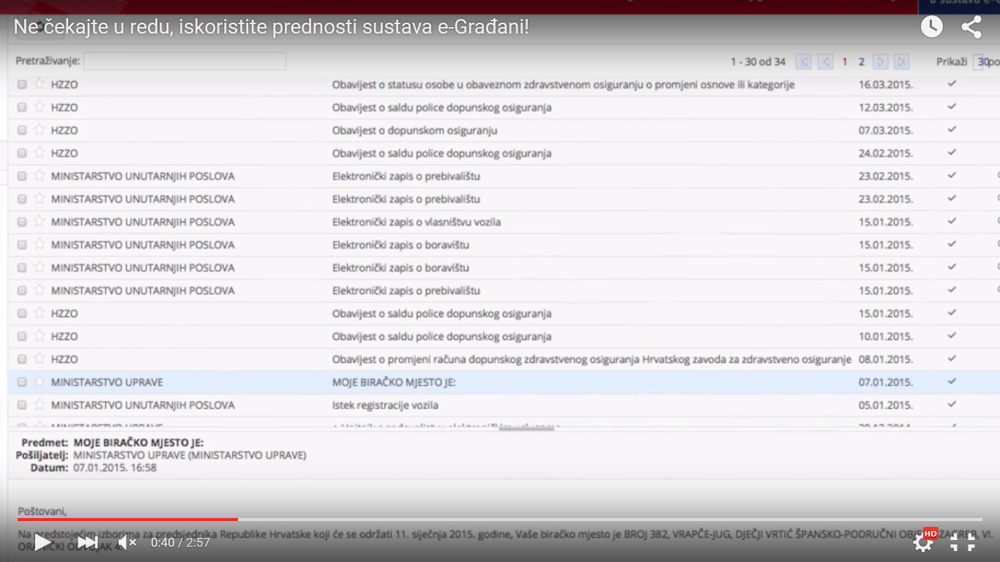 Ne čekajte u redu, iskoristite prednosti sustava e-Građani!
Pretraživanje: 1 - 30 od 34 1 2 Prikaži 30 po
HZZO Obavijest o statusu osobe u obaveznom zdravstvenom osiguranju o promjeni osnove ili kategorije 16.03.2015.
HZZO Obavijest o saldu police dopunskog osiguranja 12.03.2015.
HZZO Obavijest o dopunskom osiguranju 07.03.2015.
HZZO Obavijest o saldu police dopunskog osiguranja 24.02.2015.
MINISTARSTVO UNUTARNJIH POSLOVA Elektronički zapis o prebivalištu 23.02.2015.
MINISTARSTVO UNUTARNJIH POSLOVA Elektronički zapis o prebivalištu 23.02.2015.
MINISTARSTVO UNUTARNJIH POSLOVA Elektronički zapis o vlasništvu vozila 15.01.2015.
MINISTARSTVO UNUTARNJIH POSLOVA Elektronički zapis o boravištu 15.01.2015.
MINISTARSTVO UNUTARNJIH POSLOVA Elektronički zapis o boravištu 15.01.2015.
MINISTARSTVO UNUTARNJIH POSLOVA Elektronički zapis o prebivalištu 15.01.2015.
HZZO Obavijest o saldu police dopunskog osiguranja 15.01.2015.
HZZO Obavijest o saldu police dopunskog osiguranja 10.01.2015.
HZZO Obavijest o promjeni računa dopunskog zdravstvenog osiguranja Hrvatskog zavoda za zdravstveno osiguranje 08.01.2015.
MINISTARSTVO UPRAVE MOJE BIRAČKO MJESTO JE: 07.01.2015.
MINISTARSTVO UNUTARNJIH POSLOVA Istek registracije vozila 05.01.2015.
Predmet: MOJE BIRAČKO MJESTO JE:
Pošiljatelj: MINISTARSTVO UPRAVE (MINISTARSTVO UPRAVE)
Datum: 07.01.2015. 16:58
Poštovani,
Na predstojećim izborima za predsjednika Republike Hrvatske koji će se održati 11. siječnja 2015. godine, Vaše biračko mjesto je BROJ 382, VRAPČE-JUG, DJEČJI VRTIĆ ŠPANSKO-PODRUČNI ZAGREB, VI.
0:40 / 2:57
HD